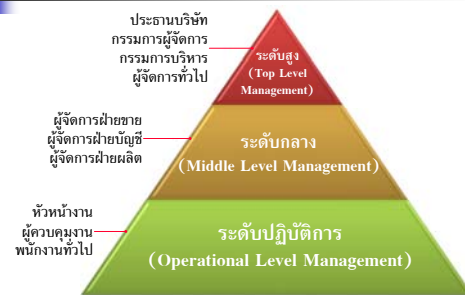 ประธานบริษัท
กรรมการผู้จัดการ
กรรมการบริหาร
ผู้จัดการทั่วไป
ระดับสูง
(Top Level
Management)
ผู้จัดการฝ่ายขาย
ผู้จัดการฝ่ายบัญชี
ผู้จัดการฝ่ายผลิต
ระดับกลาง
(Middle Level Management)
หัวหน้างาน
ผู้ควบคุมงาน
พนักงานทั่วไป
ระดับปฏิบัติการ
(Operational Level Management)